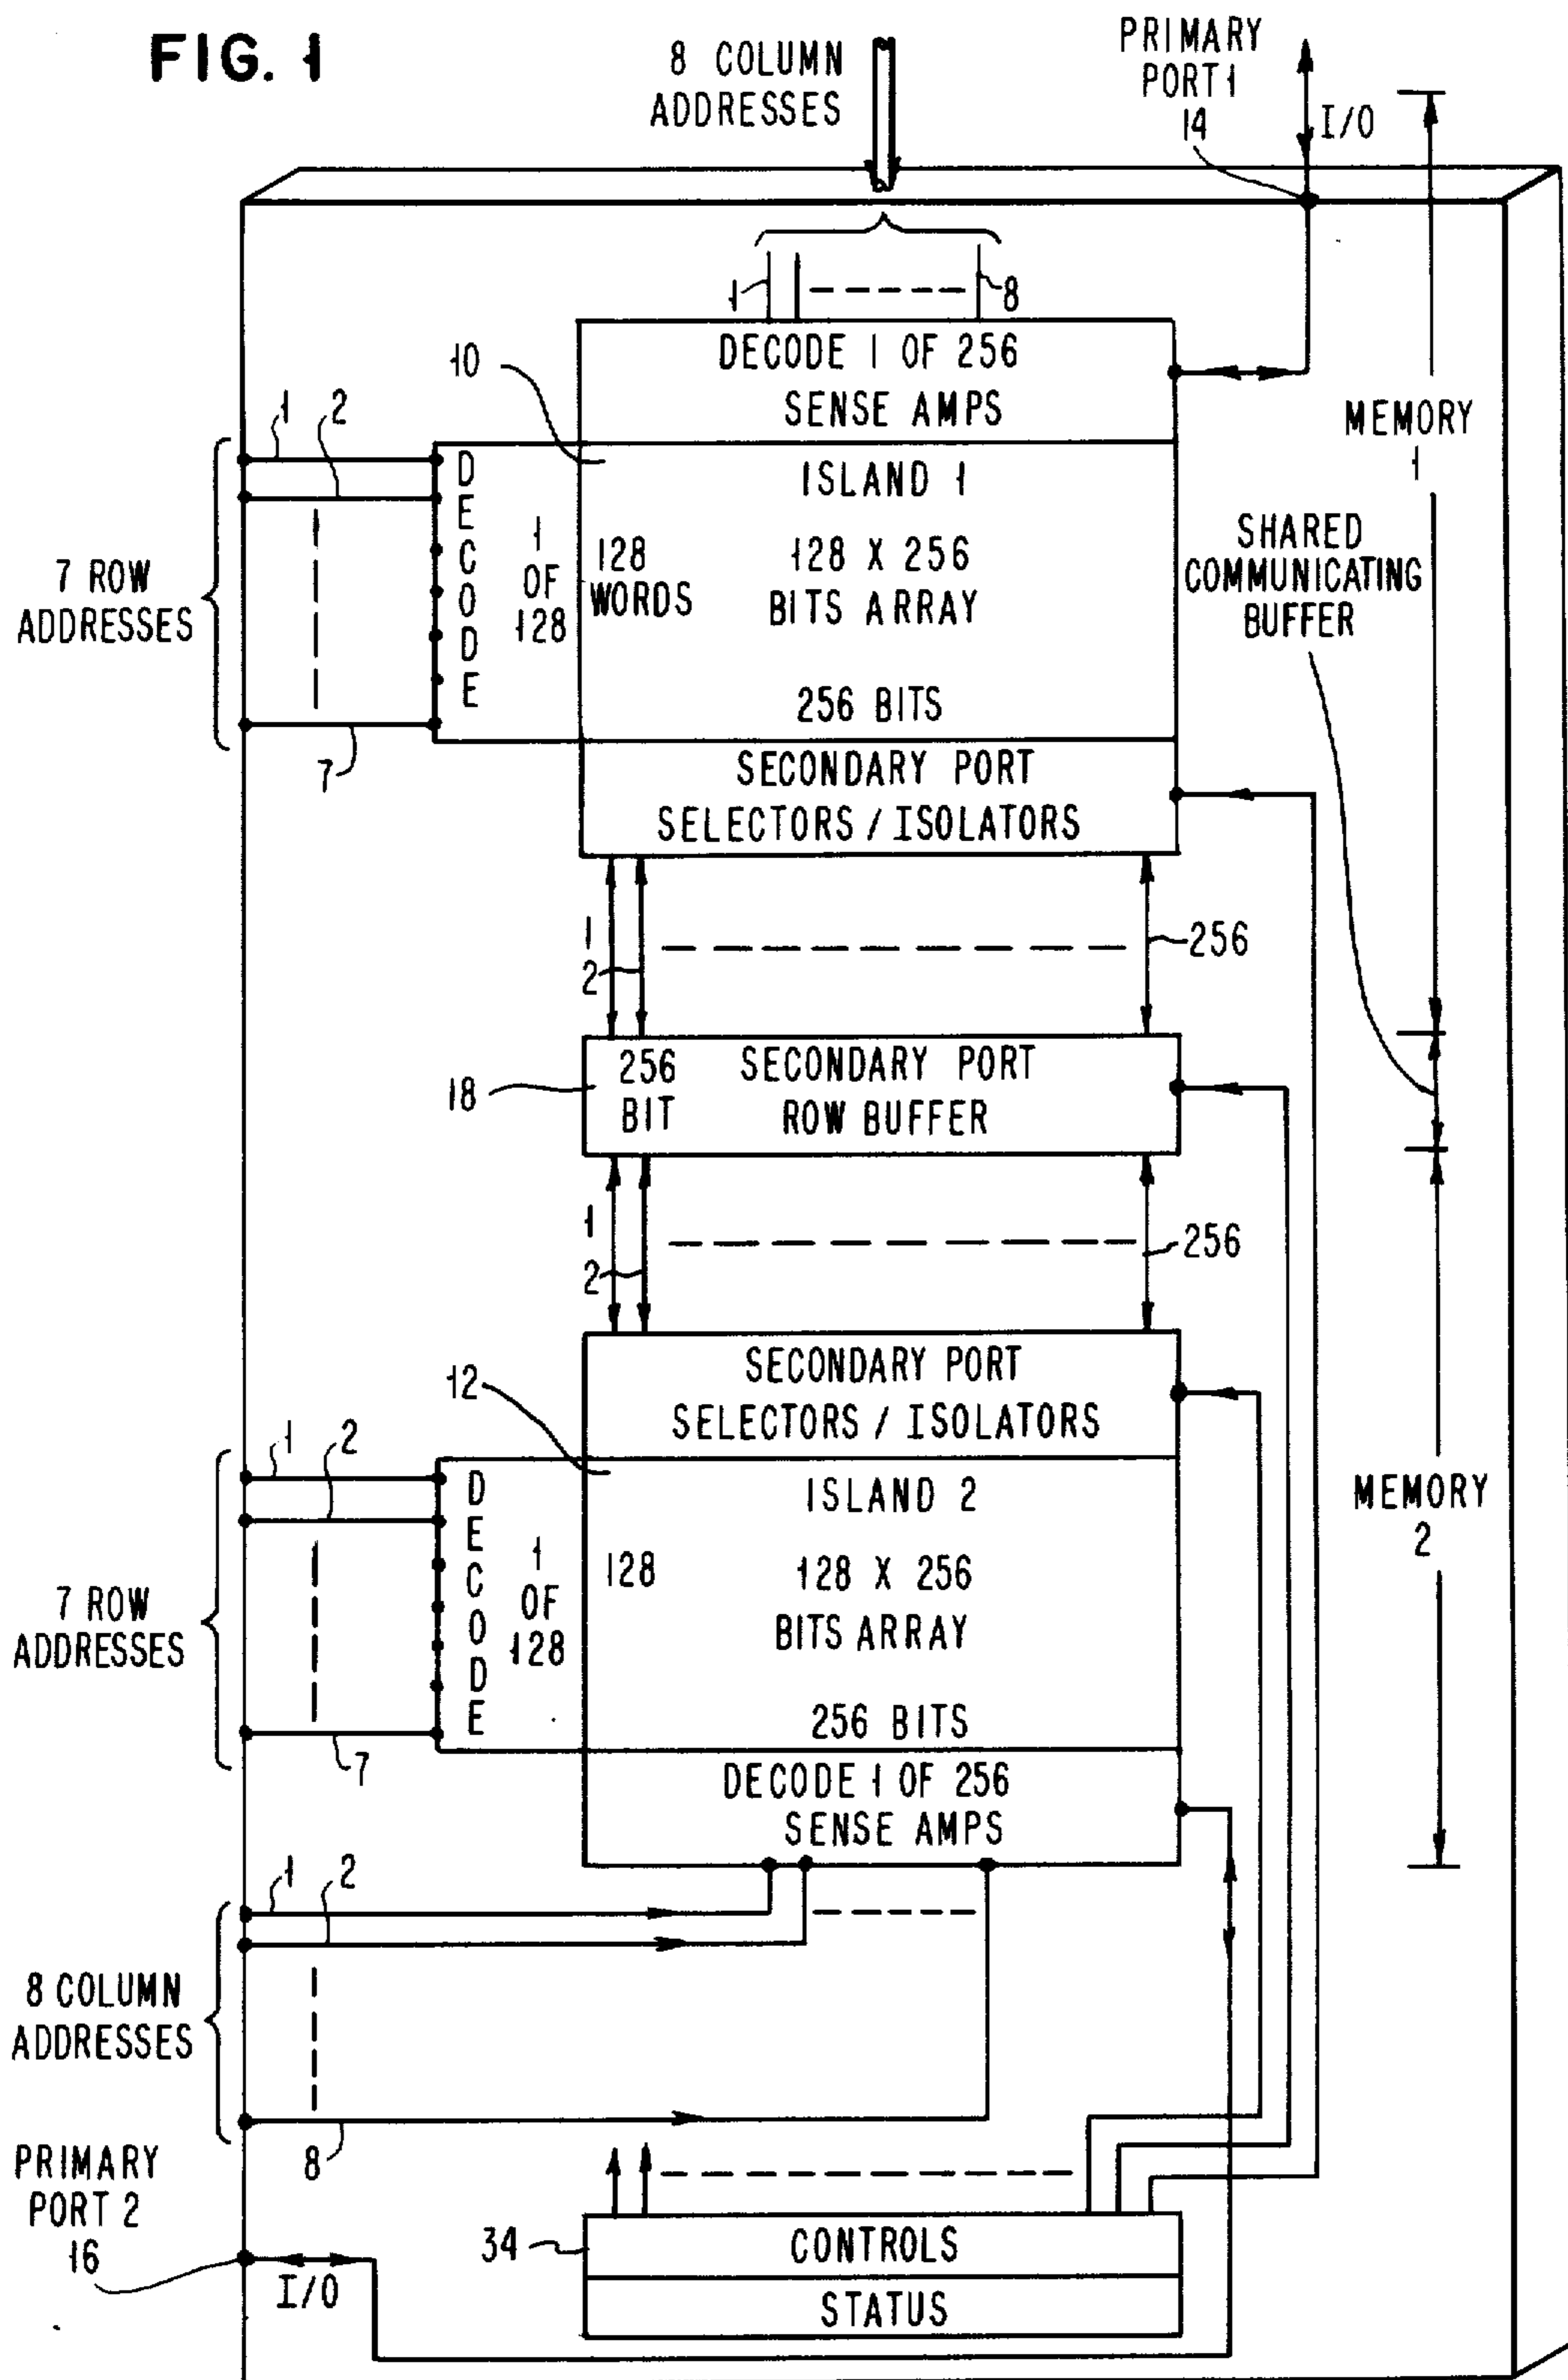 FIG. 1
8 COLUMN
ADDRESSES
PRIMARY
PORT 1
14
I/O
1
8
DECODE 1 OF 256
SENSE AMPS
10
MEMORY
1
1
2
7 ROW
ADDRESSES
7
DECODE
1
OF
128
128
WORDS
ISLAND 1
128 X 256
BITS ARRAY
256 BITS
SHARED
COMMUNICATING
BUFFER
SECONDARY PORT
SELECTORS / ISOLATORS
1
2
256
18
256
BIT
SECONDARY PORT
ROW BUFFER
1
2
256
SECONDARY PORT
SELECTORS / ISOLATORS
12
1
2
7 ROW
ADDRESSES
7
DECODE
1
OF
128
128
ISLAND 2
128 X 256
BITS ARRAY
256 BITS
MEMORY
2
DECODE 1 OF 256
SENSE AMPS
1
2
8 COLUMN
ADDRESSES
8
PRIMARY
PORT 2
16
I/O
34
CONTROLS
STATUS